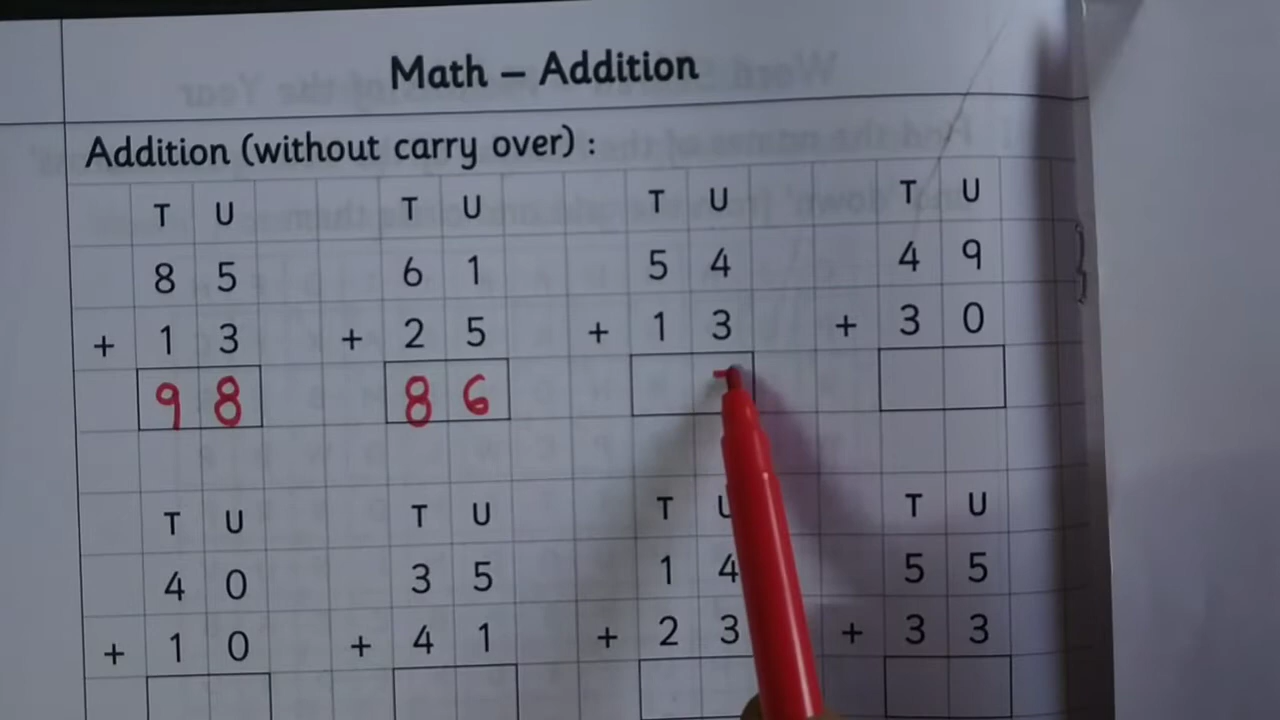 Math – Addition
Addition (without carry over) :
T U T U T U T U
8 5 6 1 5 4 4 9
+ 1 3 + 2 5 + 1 3 + 3 0
9 8 8 6
T U T U T U T U
4 0 3 5 1 4 5 5
+ 1 0 + 4 1 + 2 3 + 3 3